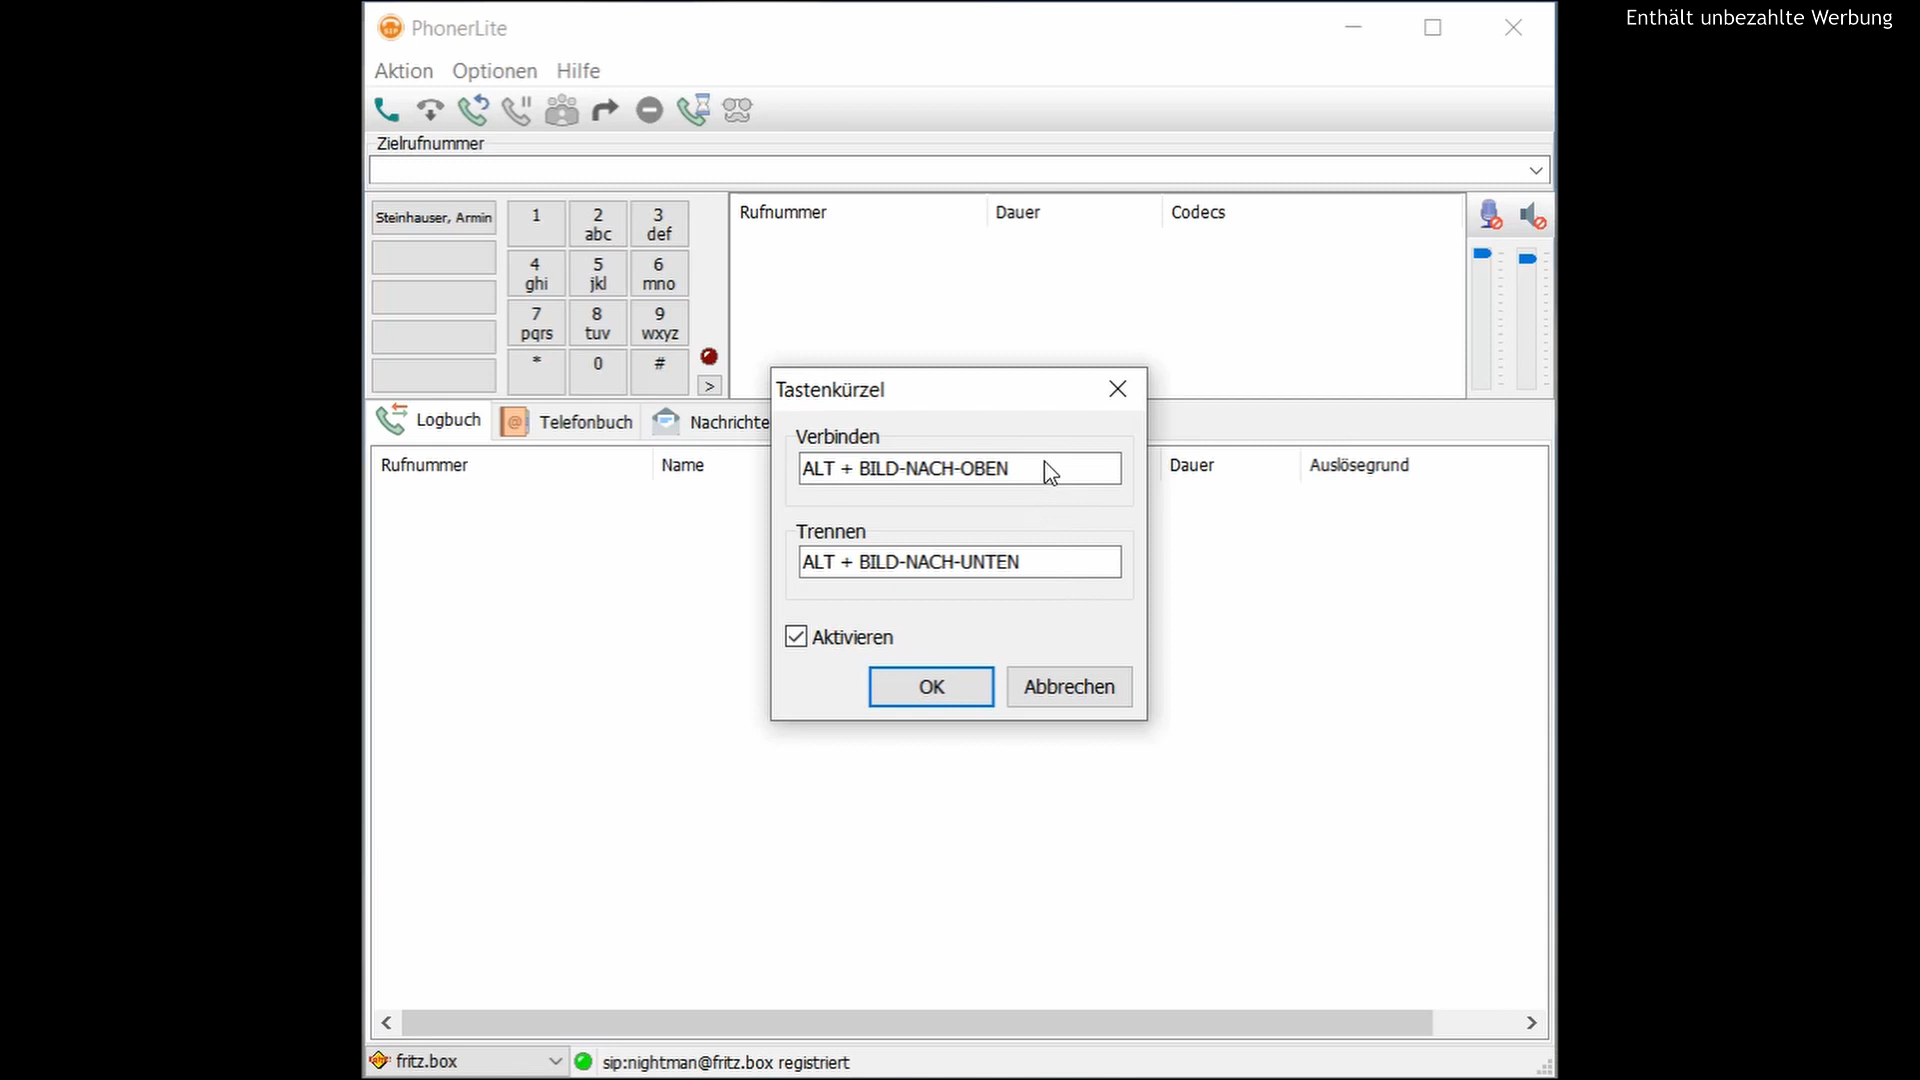 Enthält unbezahlte Werbung
PhonerLite
Aktion Optionen Hilfe
Zielrufnummer
Steinhauser, Armin
1 2 abc 3 def
4 ghi 5 jkl 6 mno
7 pqrs 8 tuv 9 wxyz
* 0 #
>
Rufnummer Dauer Codecs
Logbuch Telefonbuch Nachrichte
Rufnummer Name Dauer Auslösegrund
Tastenkürzel
Verbinden
ALT + BILD-NACH-OBEN
Trennen
ALT + BILD-NACH-UNTEN
Aktivieren
OK Abbrechen
fritz.box sip:nightman@fritz.box registriert